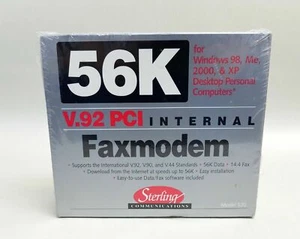 56K
for
Windows 98, Me,
2000, & XP
Desktop Personal
Computers*
V.92 PCI INTERNAL
Faxmodem
• Supports the International V.92, V.90, and V.44 Standards • 56K Data • 14.4 Fax
• Download from the internet at speeds up to 56K • Easy Installation
• Easy-to-use Data/Fax software included
Sterling
COMMUNICATIONS